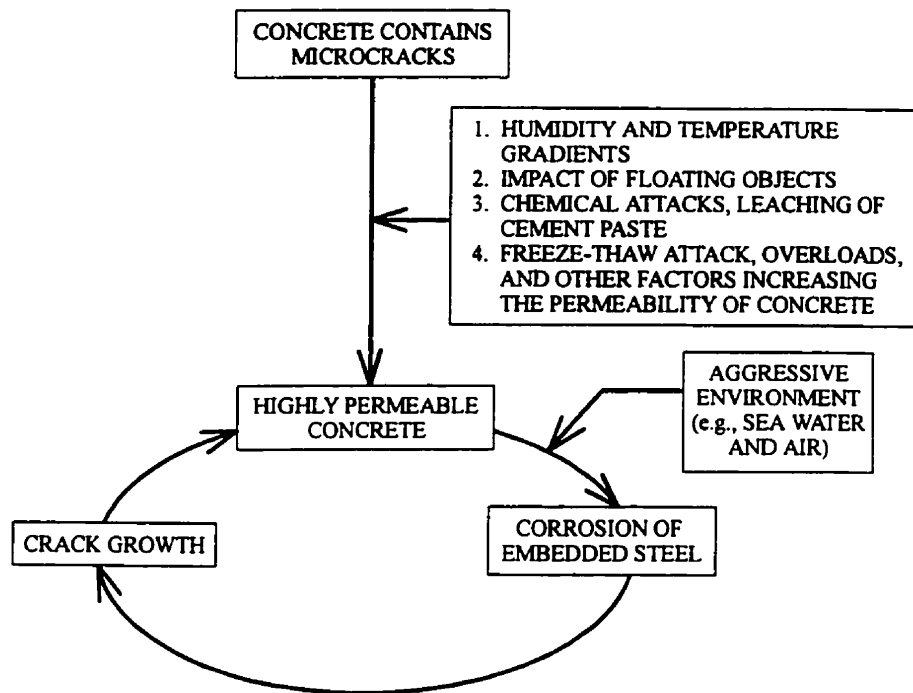 CONCRETE CONTAINS
MICROCRACKS
1. HUMIDITY AND TEMPERATURE
GRADIENTS
2. IMPACT OF FLOATING OBJECTS
3. CHEMICAL ATTACKS, LEACHING OF
CEMENT PASTE
4. FREEZE-THAW ATTACK, OVERLOADS,
AND OTHER FACTORS INCREASING
THE PERMEABILITY OF CONCRETE
HIGHLY PERMEABLE
CONCRETE
AGGRESSIVE
ENVIRONMENT
(e.g., SEA WATER
AND AIR)
CRACK GROWTH
CORROSION OF
EMBEDDED STEEL